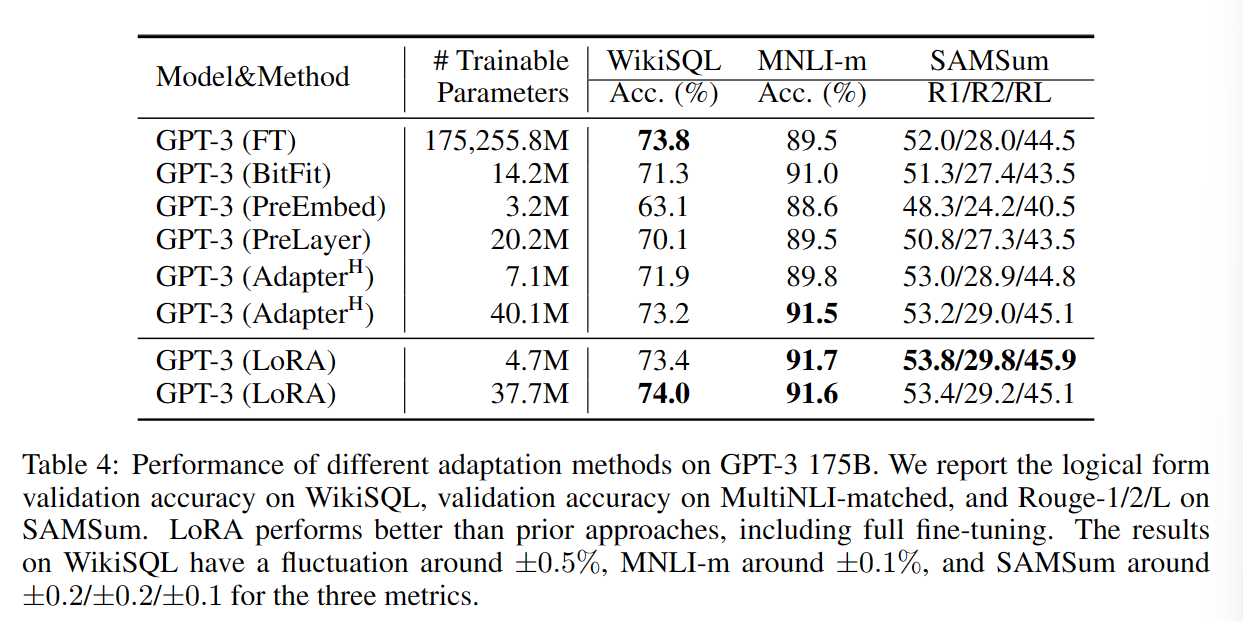 Model&Method # Trainable Parameters WikiSQL MNLI-m SAMSum
Acc. (%) Acc. (%) R1/R2/RL
GPT-3 (FT) 175,255.8M 73.8 89.5 52.0/28.0/44.5
GPT-3 (BitFit) 14.2M 71.3 91.0 51.3/27.4/43.5
GPT-3 (PreEmbed) 3.2M 63.1 88.6 48.3/24.2/40.5
GPT-3 (PreLayer) 20.2M 70.1 89.5 50.8/27.3/43.5
GPT-3 (Adapterᴴ) 7.1M 71.9 89.8 53.0/28.9/44.8
GPT-3 (Adapterᴴ) 40.1M 73.2 91.5 53.2/29.0/45.1
GPT-3 (LoRA) 4.7M 73.4 91.7 53.8/29.8/45.9
GPT-3 (LoRA) 37.7M 74.0 91.6 53.4/29.2/45.1
Table 4: Performance of different adaptation methods on GPT-3 175B. We report the logical form
validation accuracy on WikiSQL, validation accuracy on MultiNLI-matched, and Rouge-1/2/L on
SAMSum. LoRA performs better than prior approaches, including full fine-tuning. The results
on WikiSQL have a fluctuation around ±0.5%, MNLI-m around ±0.1%, and SAMSum around
±0.2/±0.2/±0.1 for the three metrics.